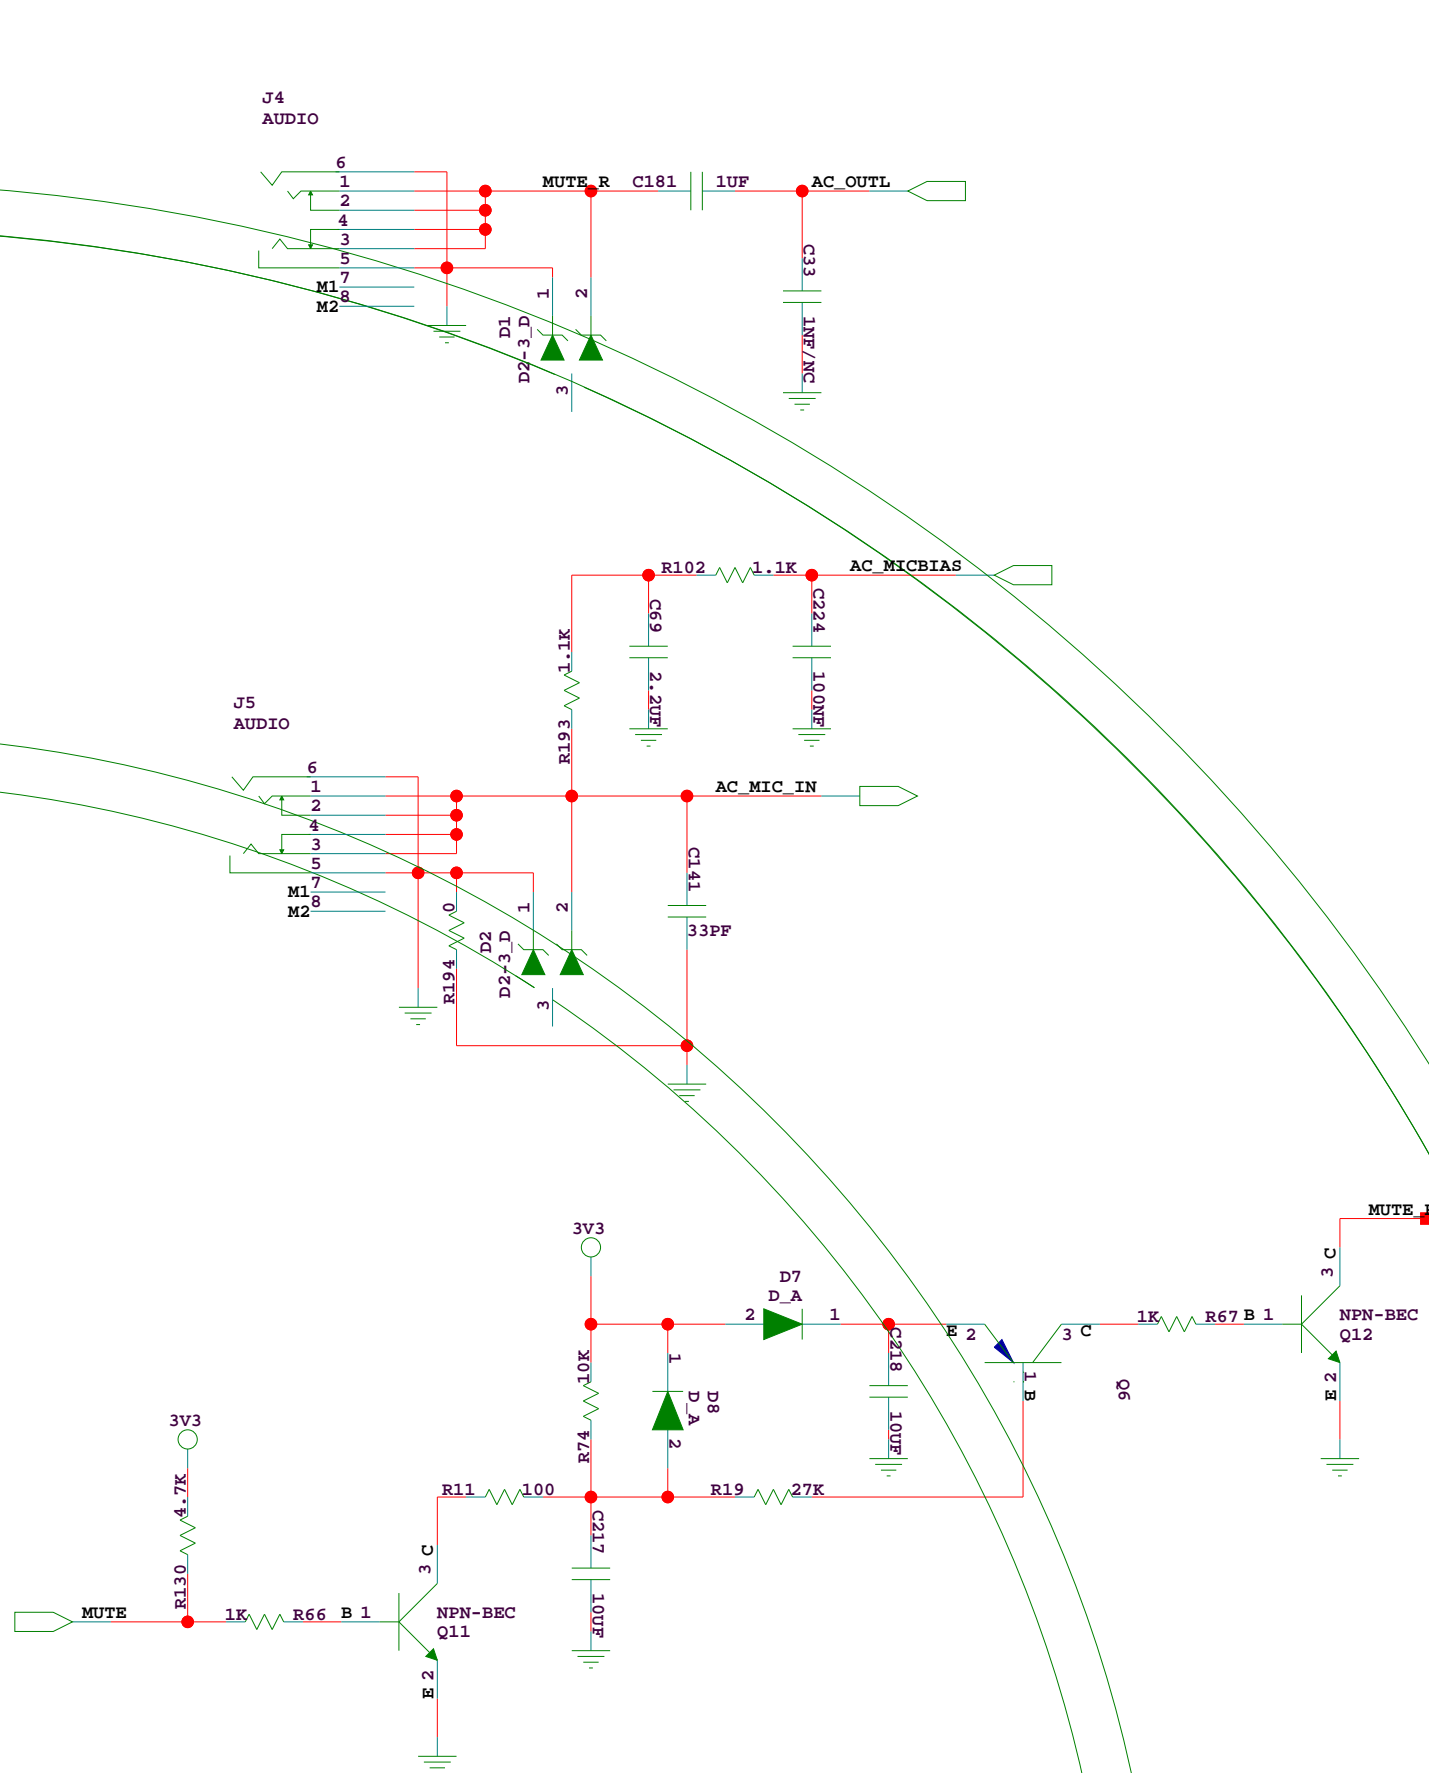 J4
AUDIO
6
1
2
4
3
5
7
8
M1
M2
MUTE_R
C181
1UF
AC_OUTL
C33
1NF/NC
1
2
D1
D2-3_D
3
R102
1.1K
AC_MICBIAS
C69
2.2UF
C224
100NF
1.1K
R193
J5
AUDIO
6
1
2
4
3
5
7
8
M1
M2
AC_MIC_IN
C141
33PF
0
R194
1
2
D2
D2-3_D
3
3V3
D7
D_A
2
1
10K
R74
1
D8
D_A
2
C218
10UF
E 2
3 C
1 B
Q6
1K
R67
B 1
3 C
NPN-BEC
Q12
E 2
3V3
4.7K
R130
MUTE
1K
R66
B 1
3 C
NPN-BEC
Q11
E 2
R11
100
R19
27K
C217
10UF